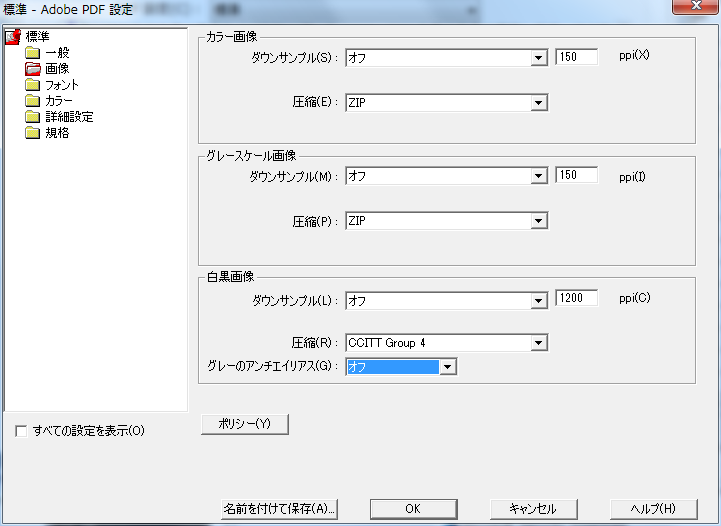 標準 - Adobe PDF 設定
標準
一般
画像
フォント
カラー
詳細設定
規格
カラー画像
ダウンサンプル(S) : オフ 150 ppi(X)
圧縮(E) : ZIP
グレースケール画像
ダウンサンプル(M) : オフ 150 ppi(I)
圧縮(P) : ZIP
白黒画像
ダウンサンプル(L) : オフ 1200 ppi(C)
圧縮(R) : CCITT Group 4
グレーのアンチエイリアス(G) : オフ
すべての設定を表示(O)
ポリシー(Y)
名前を付けて保存(A)... OK キャンセル ヘルプ(H)